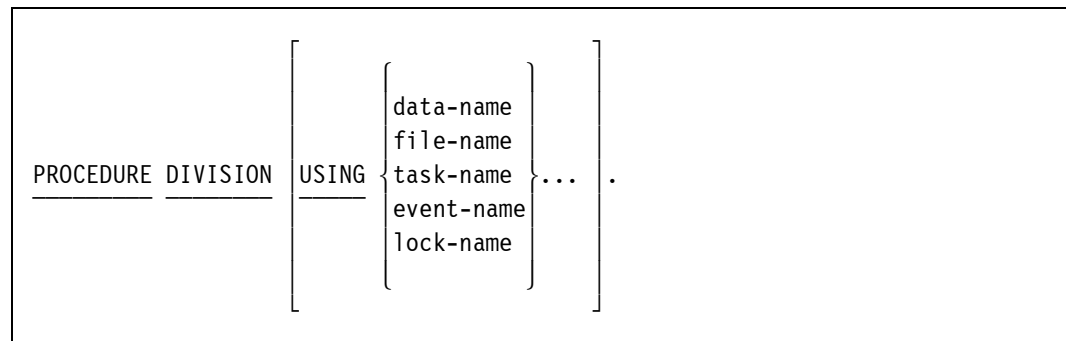 data-name
file-name
PROCEDURE DIVISION USING task-name ... .
event-name
lock-name